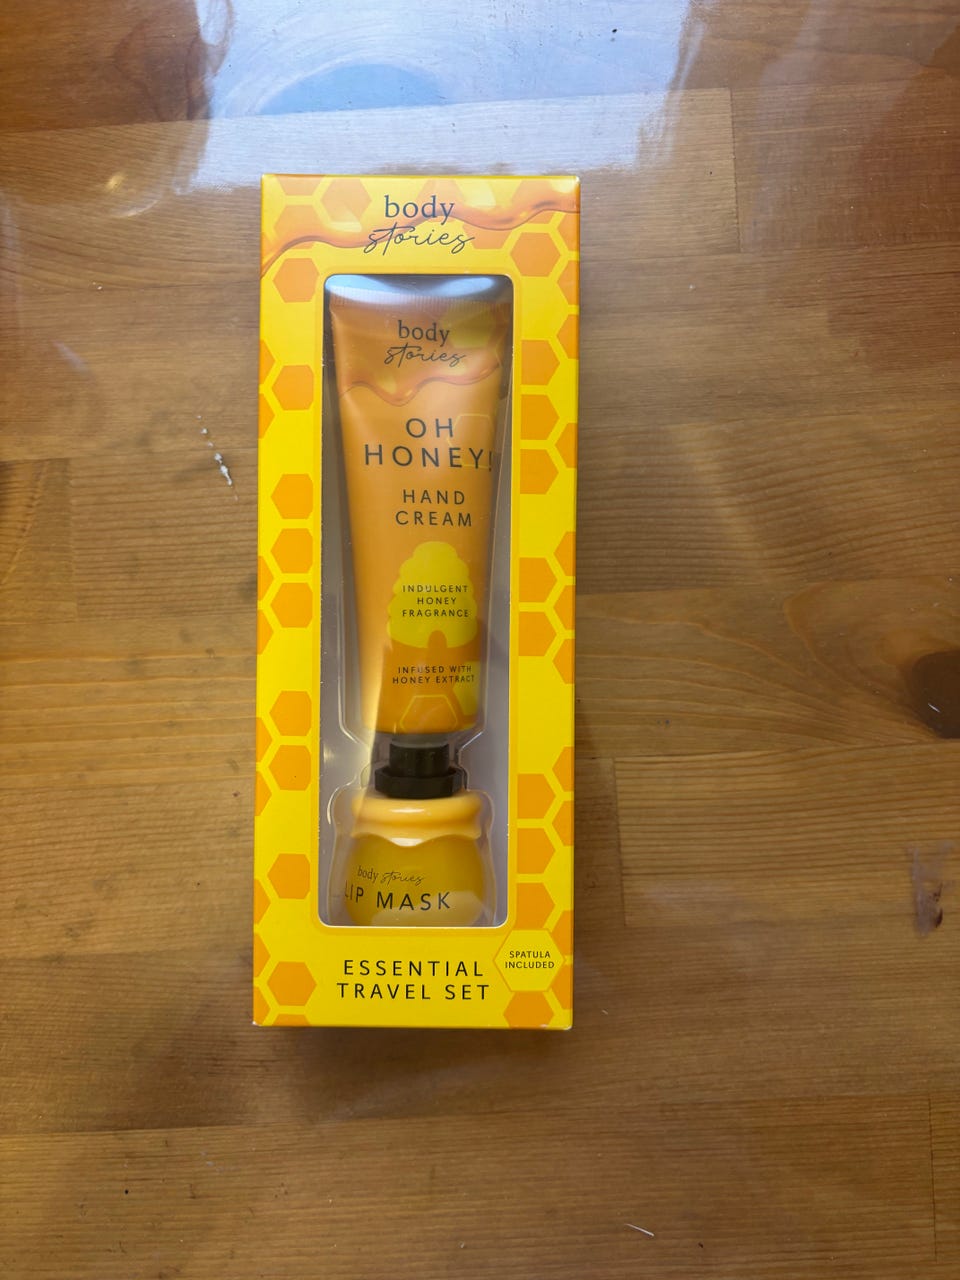 body
stories
body
stories
OH
HONEY!
HAND
CREAM
INDULGENT
HONEY
FRAGRANCE
INFUSED WITH
HONEY EXTRACT
body stories
LIP MASK
SPATULA
INCLUDED
ESSENTIAL
TRAVEL SET